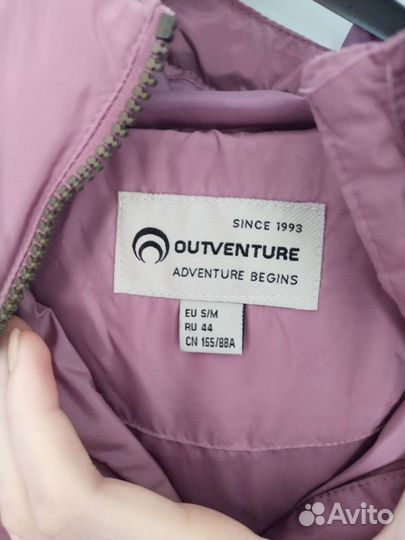 SINCE 1993
OUTVENTURE
ADVENTURE BEGINS
EU S/M
RU 44
CN 165/88A
Avito